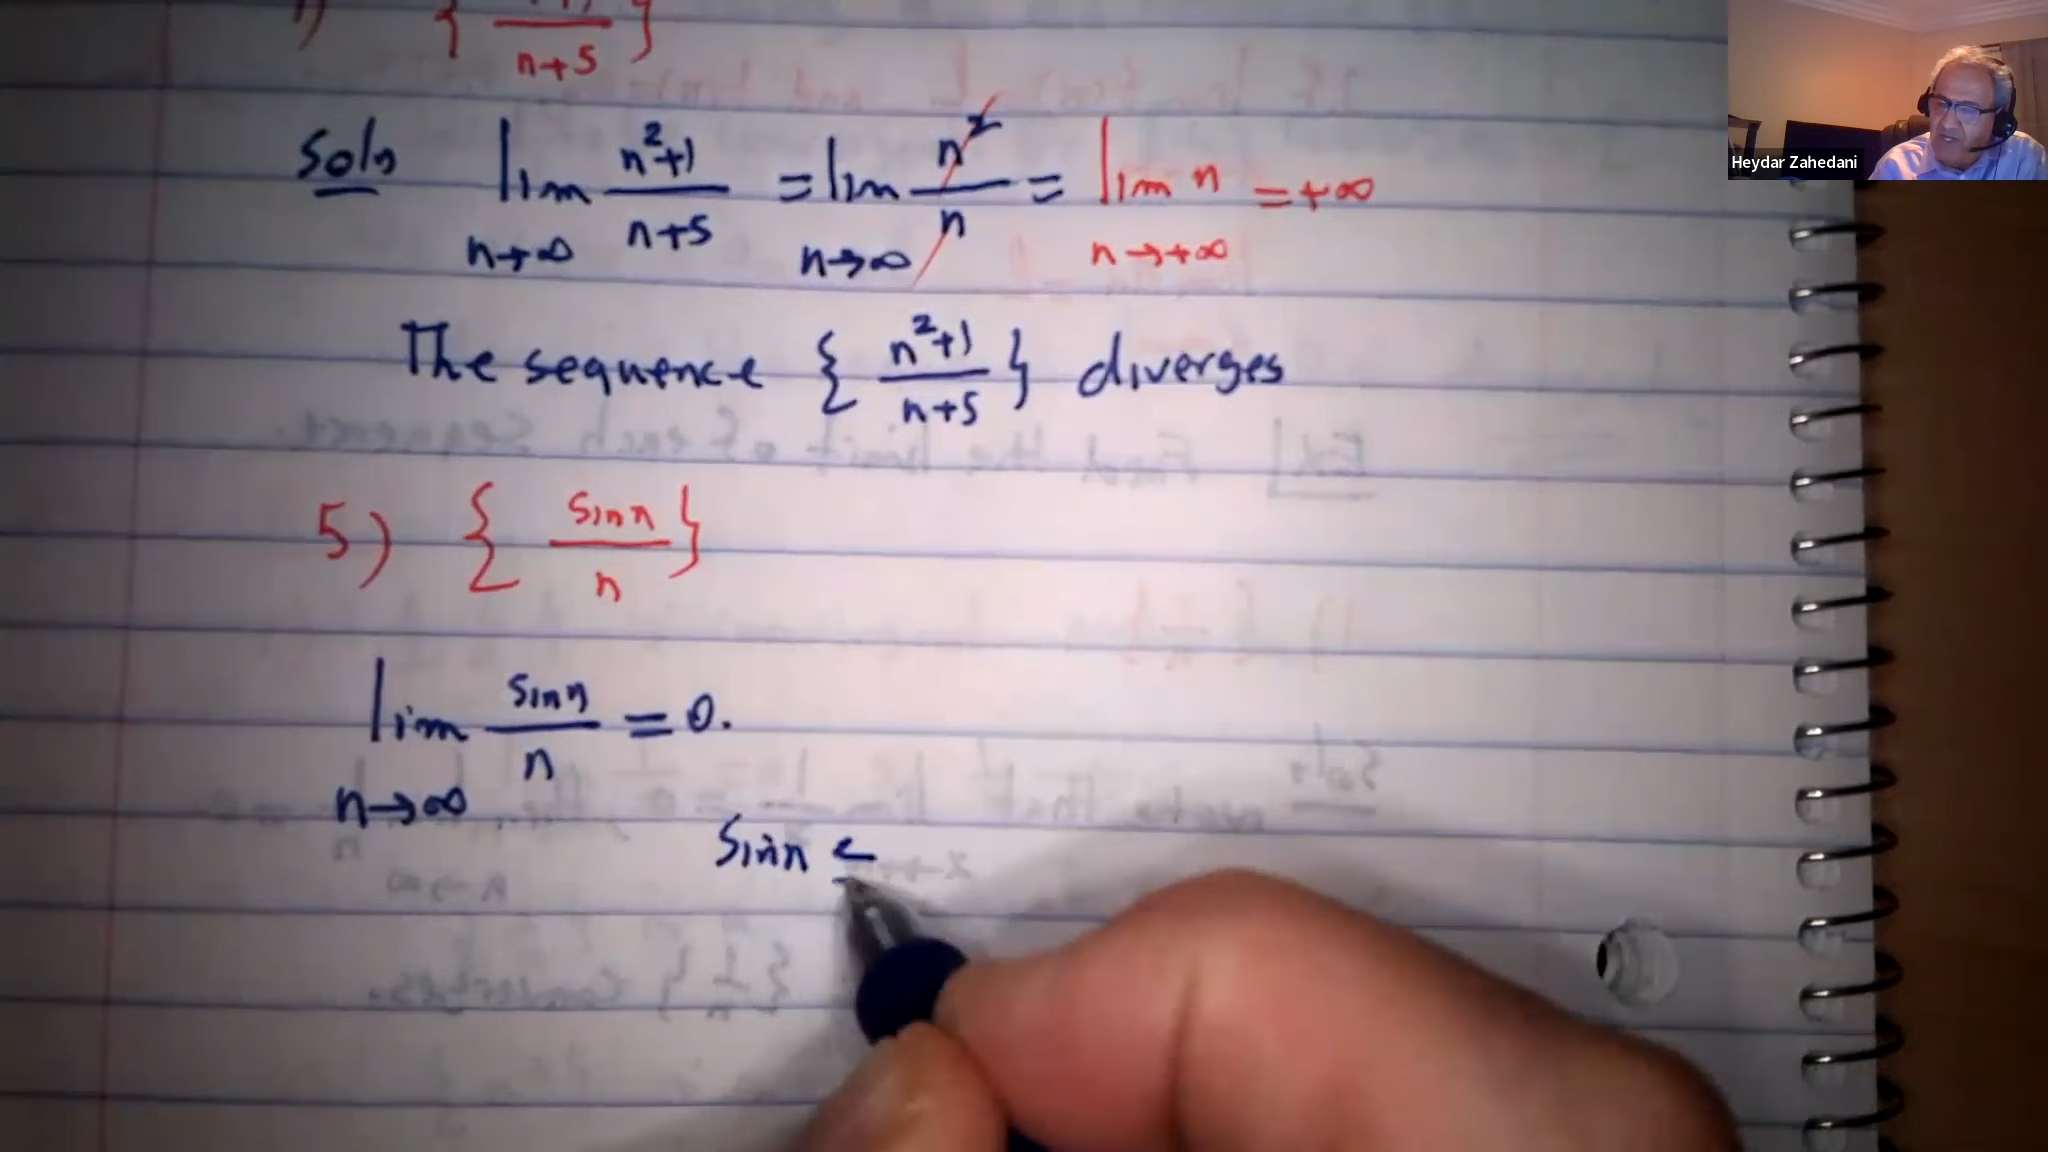 { n+5 }
Heydar Zahedani
Soln lim n→∞ n²+1 / n+5 = lim n→∞ n² / n = lim n→+∞ n = +∞
The sequence { n²+1 / n+5 } diverges
5) { sin n / n }
lim n→∞ sin n / n = 0.
sin n ≤